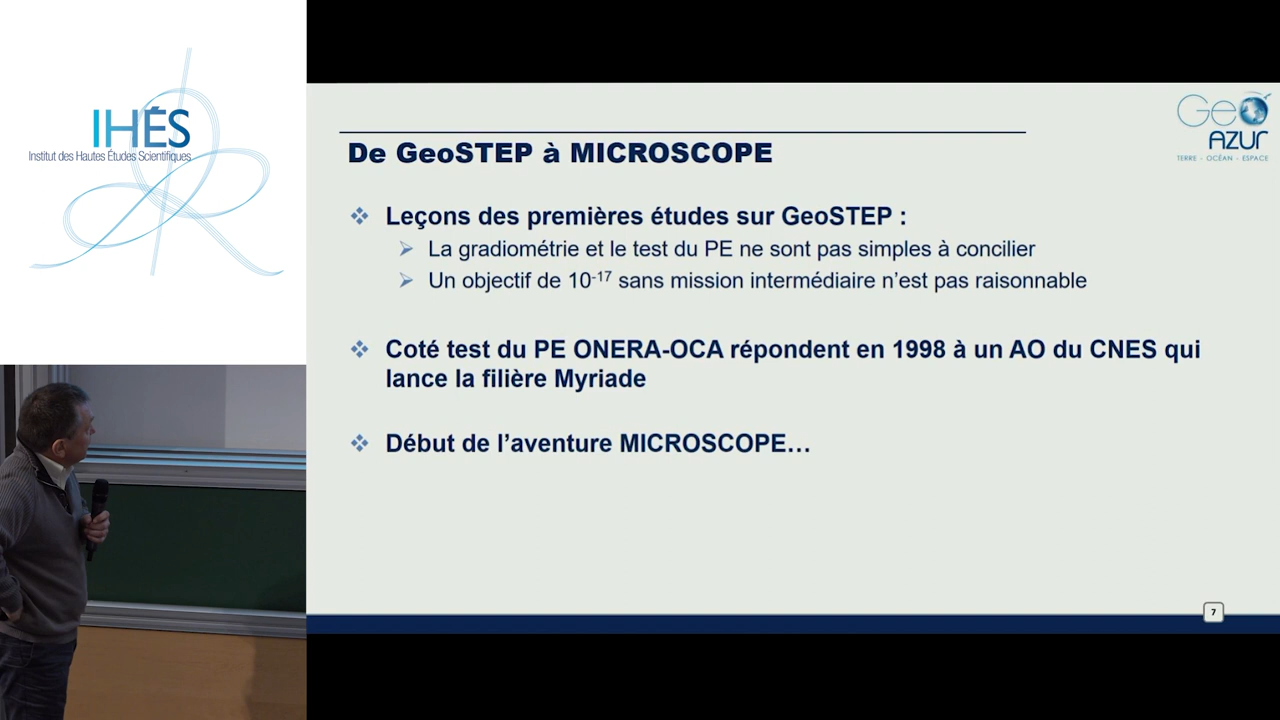 IHÉS
Institut des Hautes Études Scientifiques
GeO
AZUR
TERRE - OCÉAN - ESPACE
De GeoSTEP à MICROSCOPE
Leçons des premières études sur GeoSTEP :
La gradiométrie et le test du PE ne sont pas simples à concilier
Un objectif de 10-17 sans mission intermédiaire n’est pas raisonnable
Coté test du PE ONERA-OCA répondent en 1998 à un AO du CNES qui
lance la filière Myriade
Début de l’aventure MICROSCOPE…
7